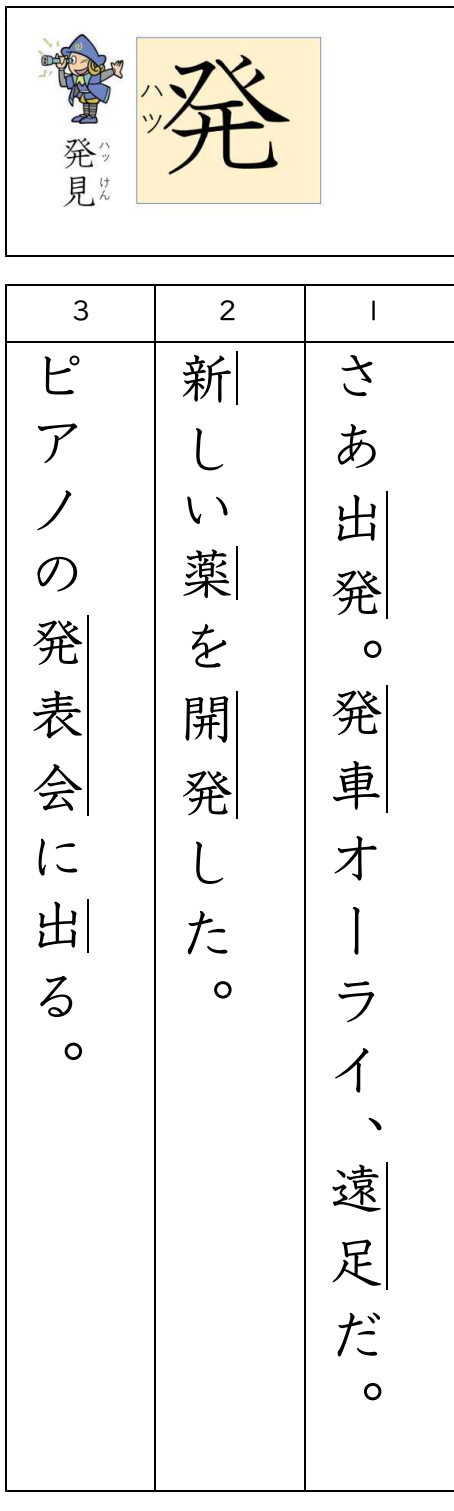 発
ハツ
発見
ハッけん
1
さあ出発。発車オーライ、遠足だ。
2
新しい薬を開発した。
3
ピアノの発表会に出る。